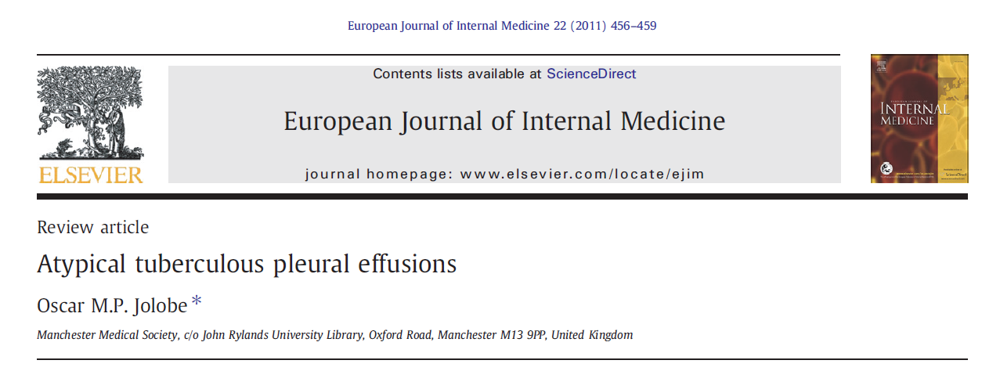 European Journal of Internal Medicine 22 (2011) 456–459
Contents lists available at ScienceDirect
European Journal of Internal Medicine
journal homepage: www.elsevier.com/locate/ejim
ELSEVIER
INTERNAL
MEDICINE
Review article
Atypical tuberculous pleural effusions
Oscar M.P. Jolobe *
Manchester Medical Society, c/o John Rylands University Library, Oxford Road, Manchester M13 9PP, United Kingdom